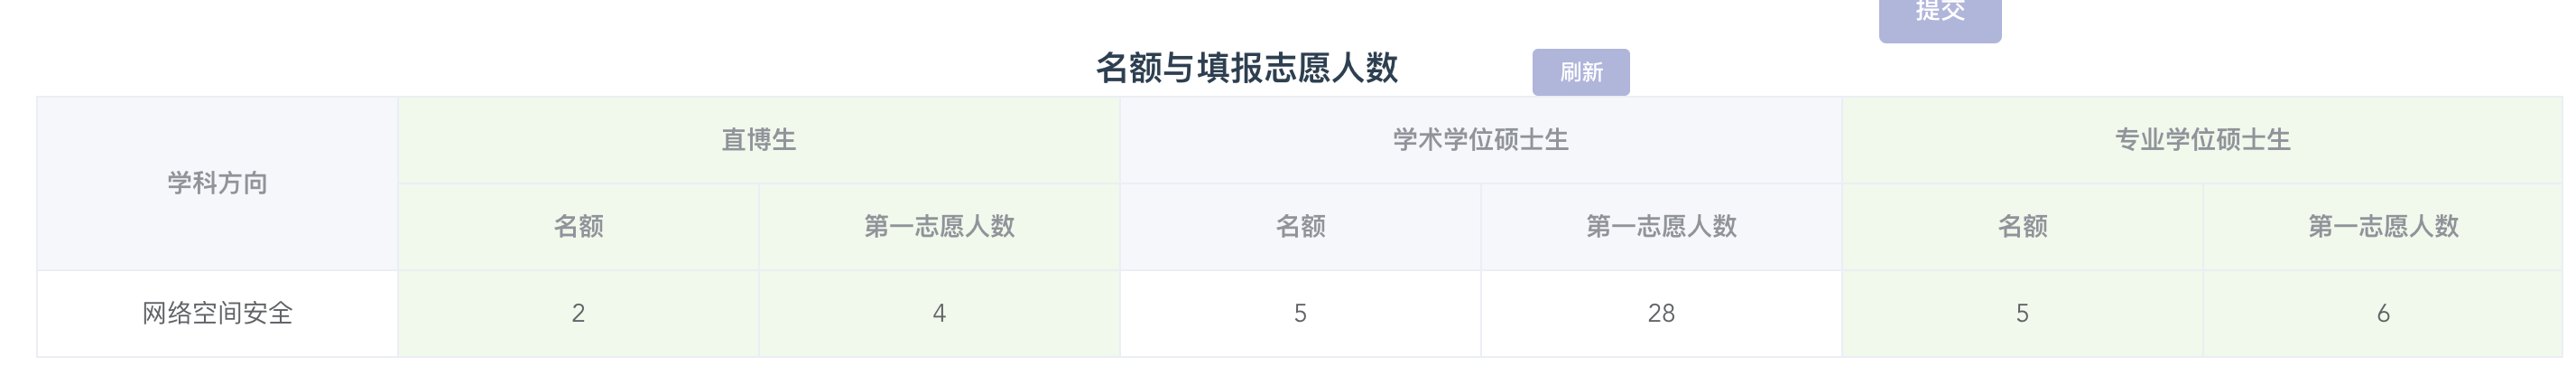 提交
名额与填报志愿人数 刷新
学科方向 直博生 学术学位硕士生 专业学位硕士生
名额 第一志愿人数 名额 第一志愿人数 名额 第一志愿人数
网络空间安全 2 4 5 28 5 6